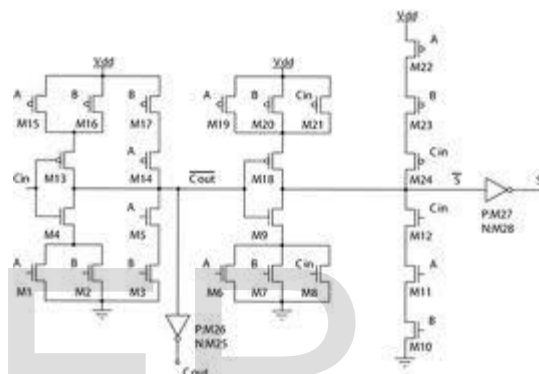 Vdd
A
M22
Vdd
Vdd
A
B
B
A
B
Cin
B
M15
M16
M17
M19
M20
M21
M23
A
Cin
Cin
M13
M14
Cout
M18
M24
S
S
A
Cin
P:M27
N:M28
M4
M5
M9
M12
A
B
B
A
B
Cin
A
M1
M2
M3
M6
M7
M8
M11
B
P:M26
N:M25
M10
Cout